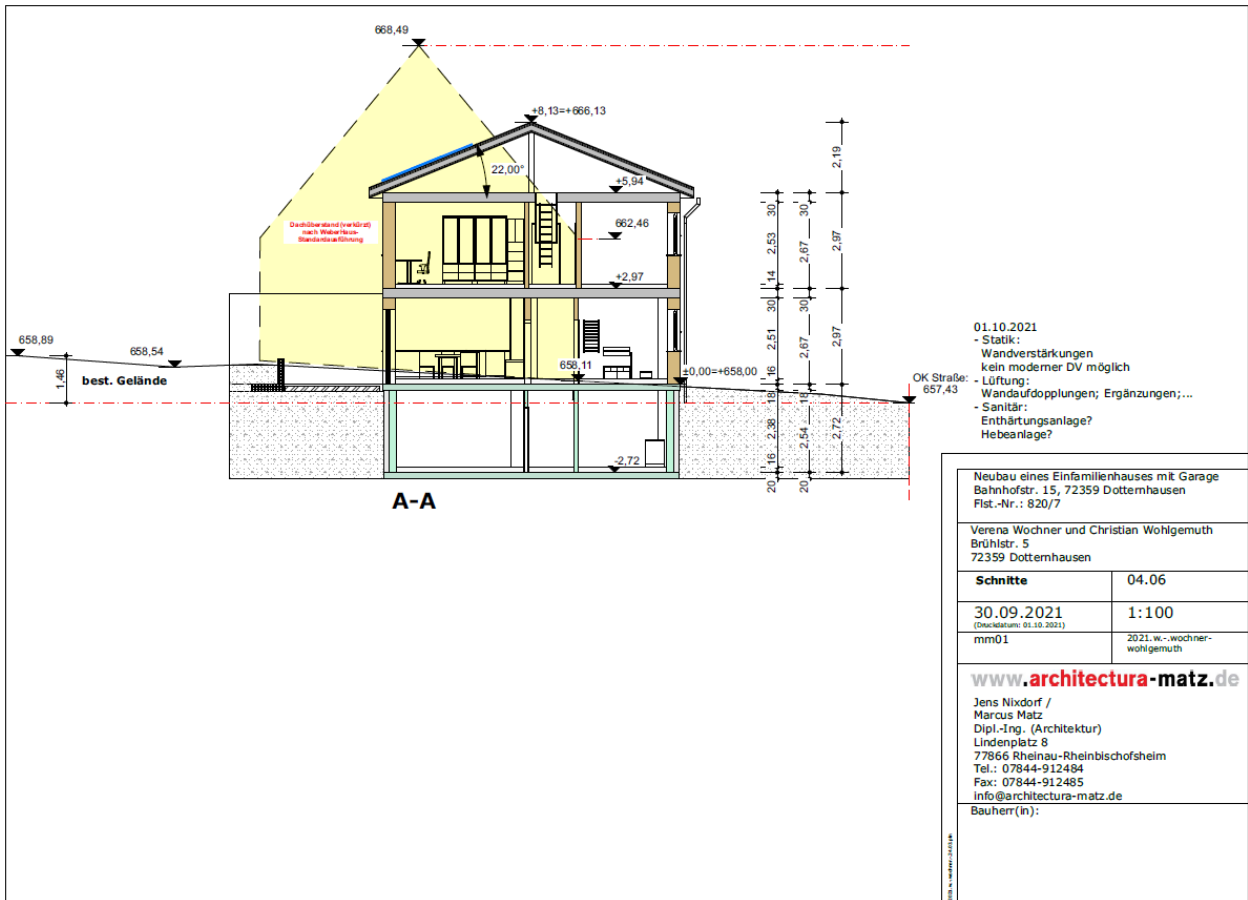 668,49
+8,13=+666,13
22,00°
2,19
+5,94
Dachüberstand (verkürzt)
nach WeberHaus-
Standardausführung
662,46
30
30
2,53
2,67
2,97
+2,97
14
30
30
2,51
2,67
2,97
658,89
658,54
1,46
best. Gelände
658,11
±0,00=+658,00
16
OK Straße:
657,43
18
18
2,38
2,54
2,72
-2,72
16
20
20
A-A
01.10.2021
- Statik:
Wandverstärkungen
kein moderner DV möglich
- Lüftung:
Wandaufdopplungen; Ergänzungen;...
- Sanitär:
Enthärtungsanlage?
Hebeanlage?
Neubau eines Einfamilienhauses mit Garage
Bahnhofstr. 15, 72359 Dotternhausen
Flst.-Nr.: 820/7
Verena Wochner und Christian Wohlgemuth
Brühlstr. 5
72359 Dotternhausen
Schnitte 04.06
30.09.2021 1:100
(Druckdatum: 01.10.2021)
mm01 2021.w.-.wochner-
wohlgemuth
www.architectura-matz.de
Jens Nixdorf /
Marcus Matz
Dipl.-Ing. (Architektur)
Lindenplatz 8
77866 Rheinau-Rheinbischofsheim
Tel.: 07844-912484
Fax: 07844-912485
info@architectura-matz.de
Bauherr(in):